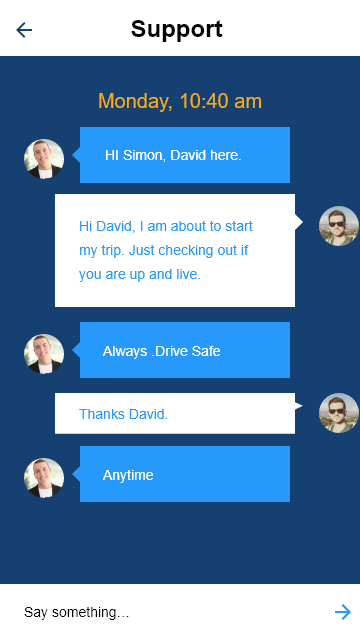 Support
Monday, 10:40 am
HI Simon, David here.
Hi David, I am about to start
my trip. Just checking out if
you are up and live.
Always .Drive Safe
Thanks David.
Anytime
Say something...